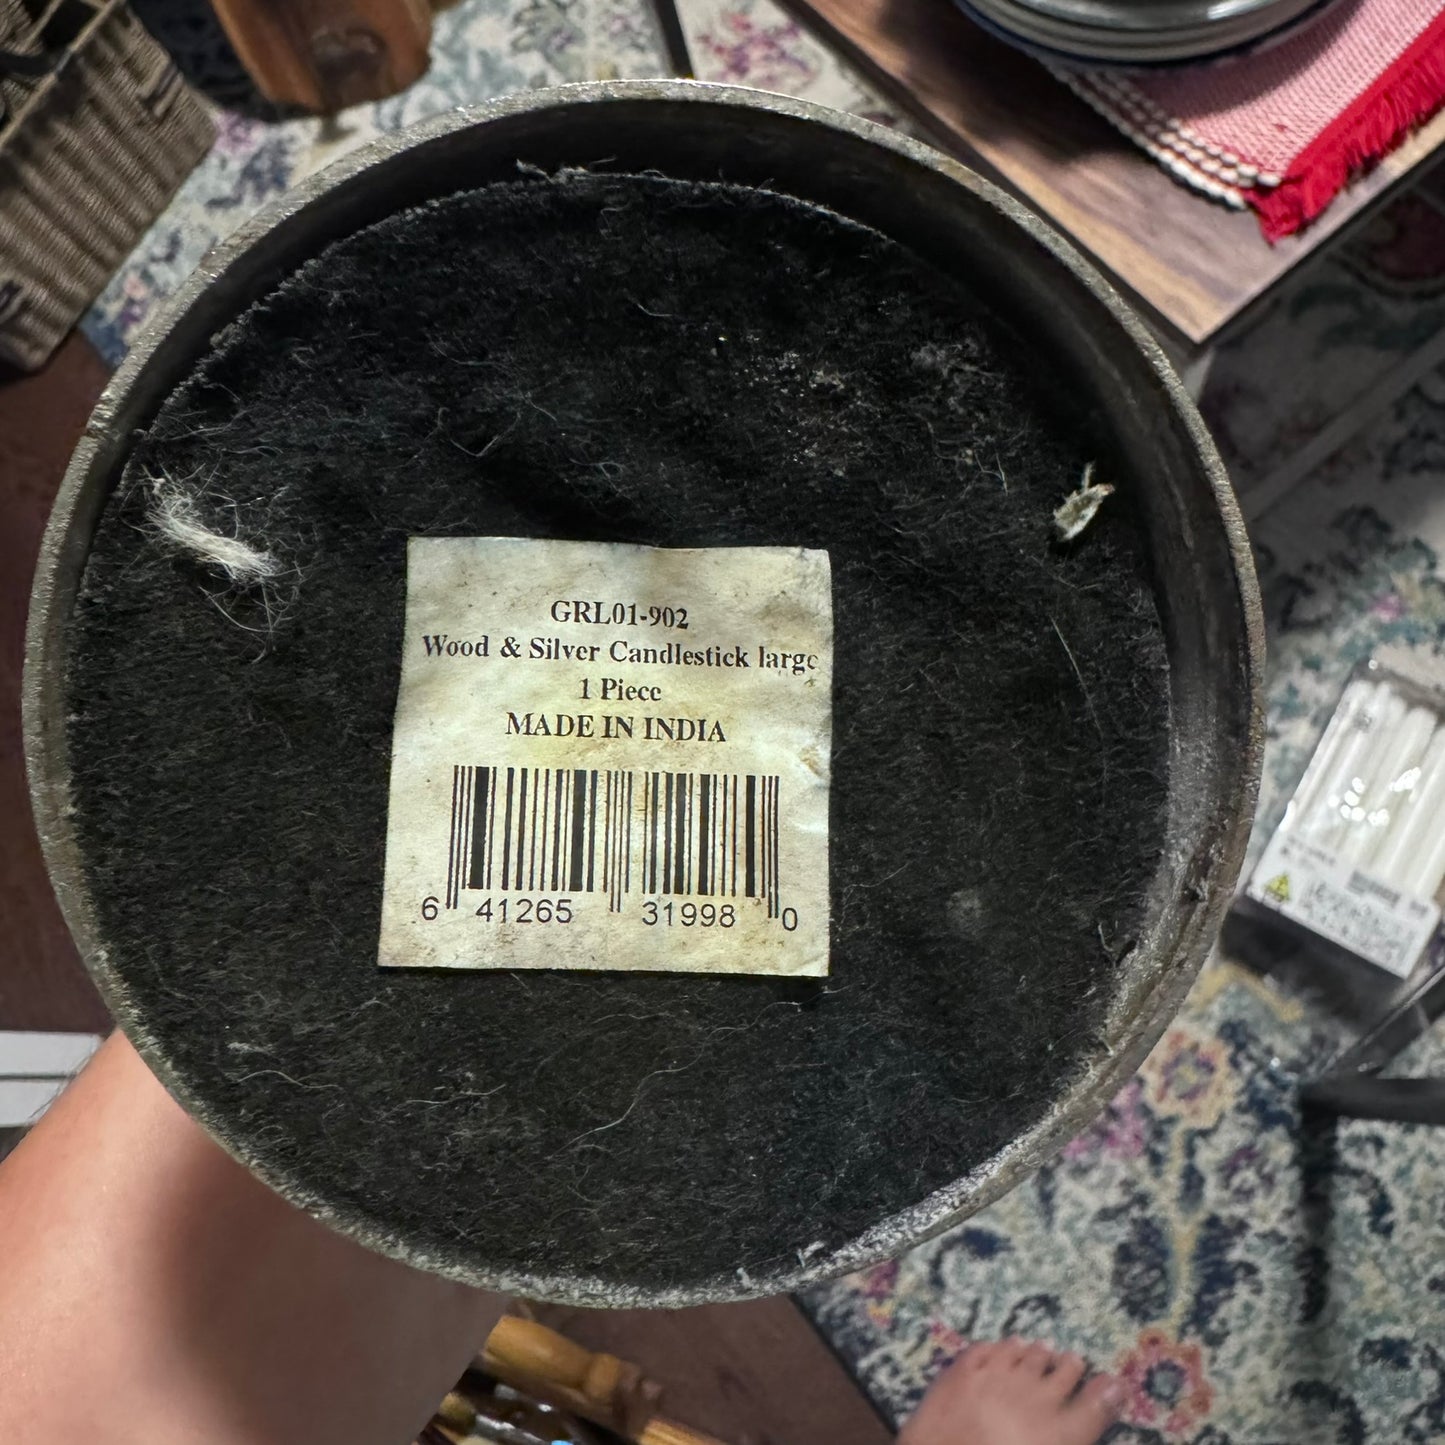 GRL01-902
Wood & Silver Candlestick large
1 Piece
MADE IN INDIA
6 41265 31998 0